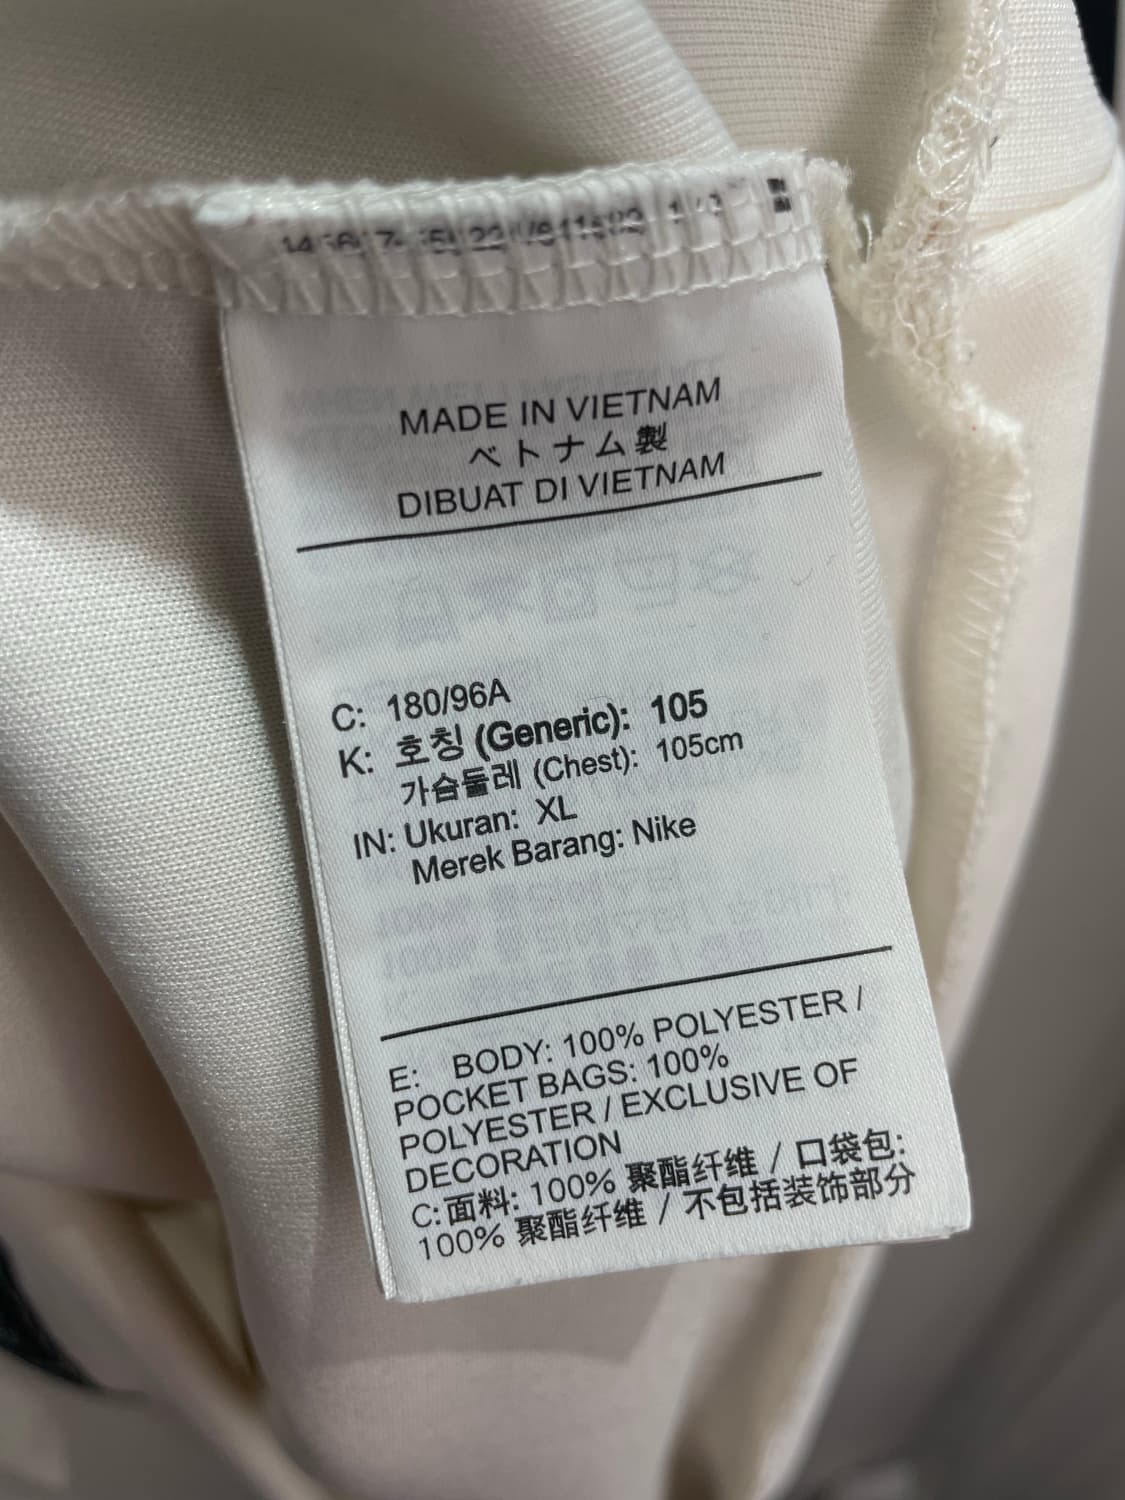 MADE IN VIETNAM
ベトナム製
DIBUAT DI VIETNAM
C: 180/96A
K: 호칭 (Generic): 105
가슴둘레 (Chest): 105cm
IN: Ukuran: XL
Merek Barang: Nike
E: BODY: 100% POLYESTER /
POCKET BAGS: 100%
POLYESTER / EXCLUSIVE OF
DECORATION
C: 面料: 100% 聚酯纤维 / 口袋包:
100% 聚酯纤维 / 不包括装饰部分